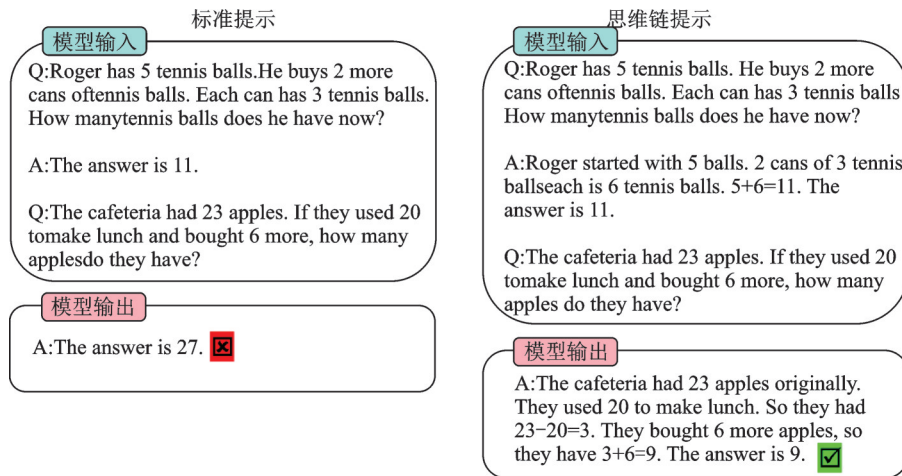 标准提示
模型输入
Q:Roger has 5 tennis balls.He buys 2 more
cans oftennis balls. Each can has 3 tennis balls.
How manytennis balls does he have now?
A:The answer is 11.
Q:The cafeteria had 23 apples. If they used 20
tomake lunch and bought 6 more, how many
applesdo they have?
模型输出
A:The answer is 27.
思维链提示
模型输入
Q:Roger has 5 tennis balls. He buys 2 more
cans oftennis balls. Each can has 3 tennis balls
How manytennis balls does he have now?
A:Roger started with 5 balls. 2 cans of 3 tennis
ballseach is 6 tennis balls. 5+6=11. The
answer is 11.
Q:The cafeteria had 23 apples. If they used 20
tomake lunch and bought 6 more, how many
apples do they have?
模型输出
A:The cafeteria had 23 apples originally.
They used 20 to make lunch. So they had
23−20=3. They bought 6 more apples, so
they have 3+6=9. The answer is 9.